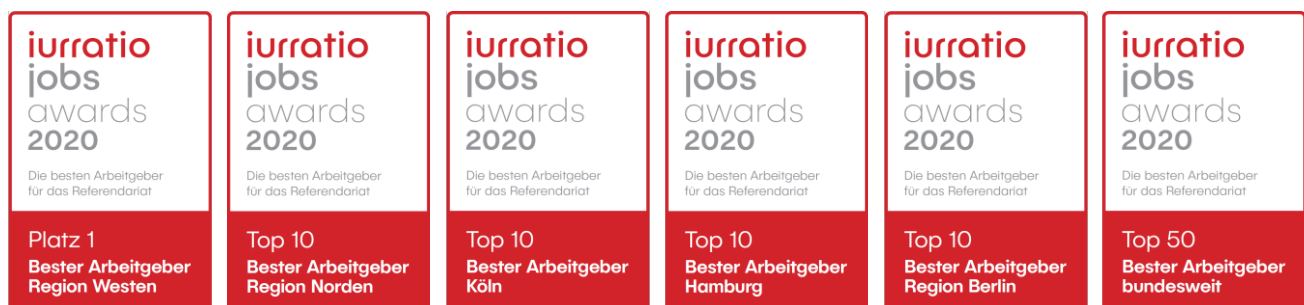 iurratio
jobs
awards
2020
Die besten Arbeitgeber
für das Referendariat
Platz 1
Bester Arbeitgeber
Region Westen
iurratio
jobs
awards
2020
Die besten Arbeitgeber
für das Referendariat
Top 10
Bester Arbeitgeber
Region Norden
iurratio
jobs
awards
2020
Die besten Arbeitgeber
für das Referendariat
Top 10
Bester Arbeitgeber
Köln
iurratio
jobs
awards
2020
Die besten Arbeitgeber
für das Referendariat
Top 10
Bester Arbeitgeber
Hamburg
iurratio
jobs
awards
2020
Die besten Arbeitgeber
für das Referendariat
Top 10
Bester Arbeitgeber
Region Berlin
iurratio
jobs
awards
2020
Die besten Arbeitgeber
für das Referendariat
Top 50
Bester Arbeitgeber
bundesweit